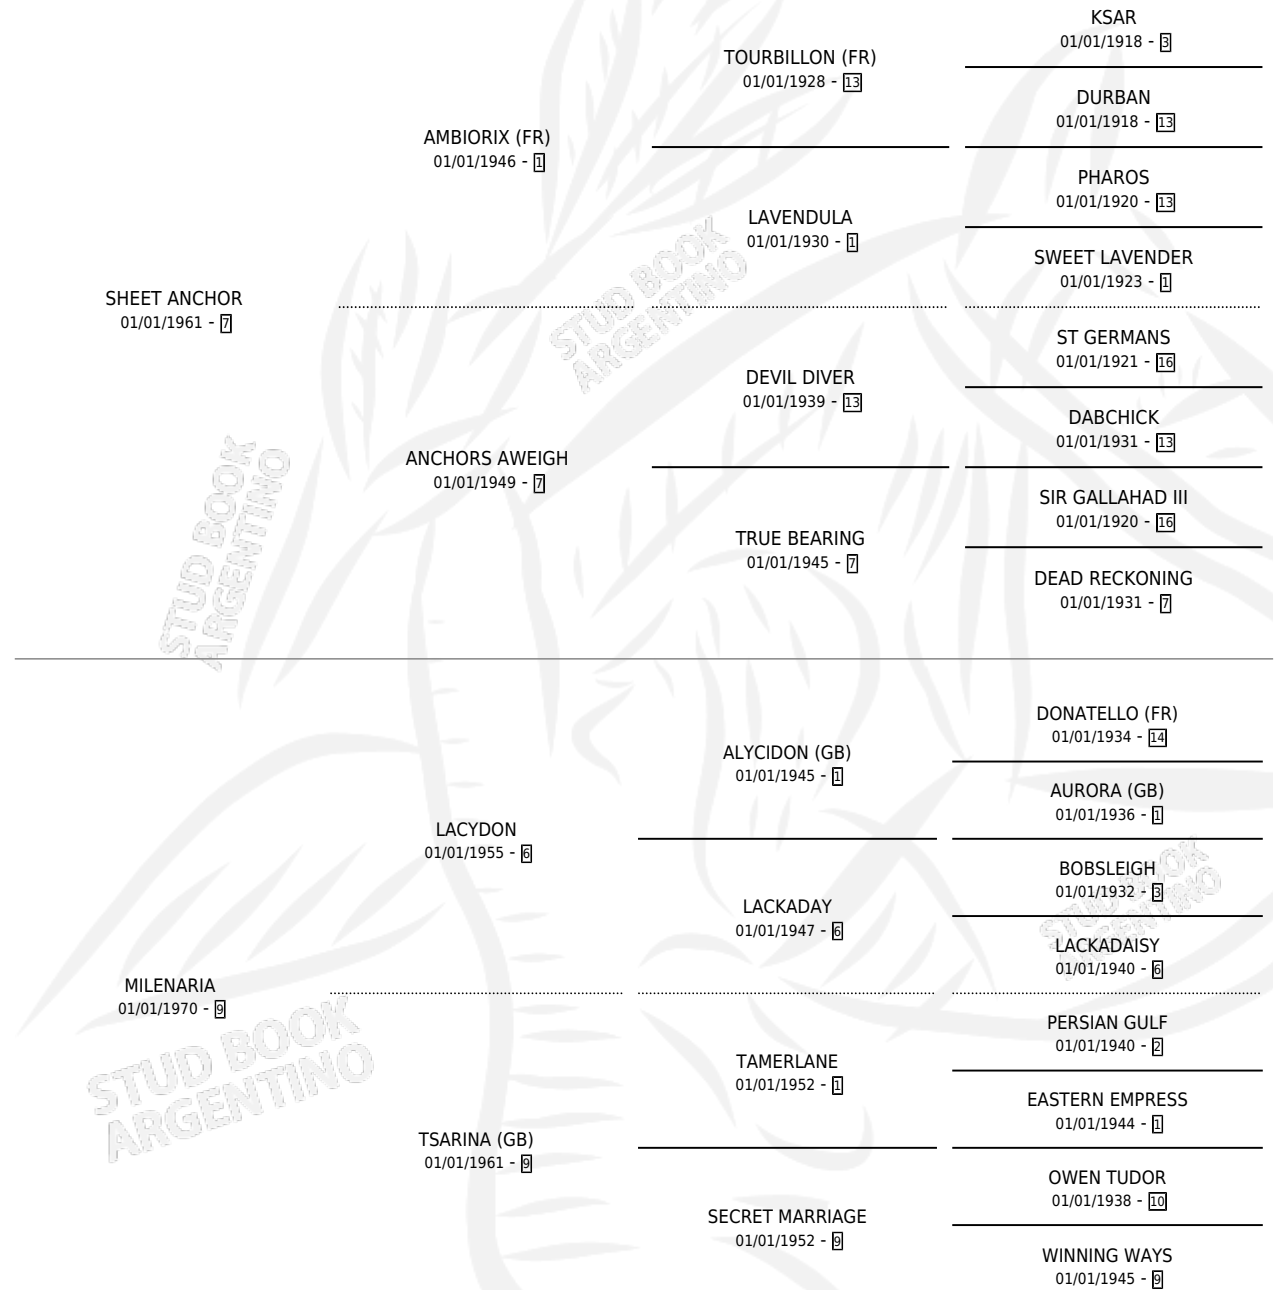 KSAR
01/01/1918 - 3
TOURBILLON (FR)
01/01/1928 - 13
DURBAN
01/01/1918 - 13
AMBIORIX (FR)
01/01/1946 - 1
PHAROS
01/01/1920 - 13
LAVENDULA
01/01/1930 - 1
SWEET LAVENDER
01/01/1923 - 1
SHEET ANCHOR
01/01/1961 - 7
ST GERMANS
01/01/1921 - 16
DEVIL DIVER
01/01/1939 - 13
DABCHICK
01/01/1931 - 13
ANCHORS AWEIGH
01/01/1949 - 7
SIR GALLAHAD III
01/01/1920 - 16
TRUE BEARING
01/01/1945 - 7
DEAD RECKONING
01/01/1931 - 7
STUD BOOK
ARGENTINO
STUD BOOK
ARGENTINO
DONATELLO (FR)
01/01/1934 - 14
ALYCIDON (GB)
01/01/1945 - 1
AURORA (GB)
01/01/1936 - 1
LACYDON
01/01/1955 - 6
BOBSLEIGH
01/01/1932 - 3
LACKADAY
01/01/1947 - 6
LACKADAISY
01/01/1940 - 6
MILENARIA
01/01/1970 - 9
PERSIAN GULF
01/01/1940 - 2
TAMERLANE
01/01/1952 - 1
EASTERN EMPRESS
01/01/1944 - 1
TSARINA (GB)
01/01/1961 - 9
OWEN TUDOR
01/01/1938 - 10
SECRET MARRIAGE
01/01/1952 - 9
WINNING WAYS
01/01/1945 - 9
STUD BOOK
ARGENTINO
STUD BOOK
ARGENTINO